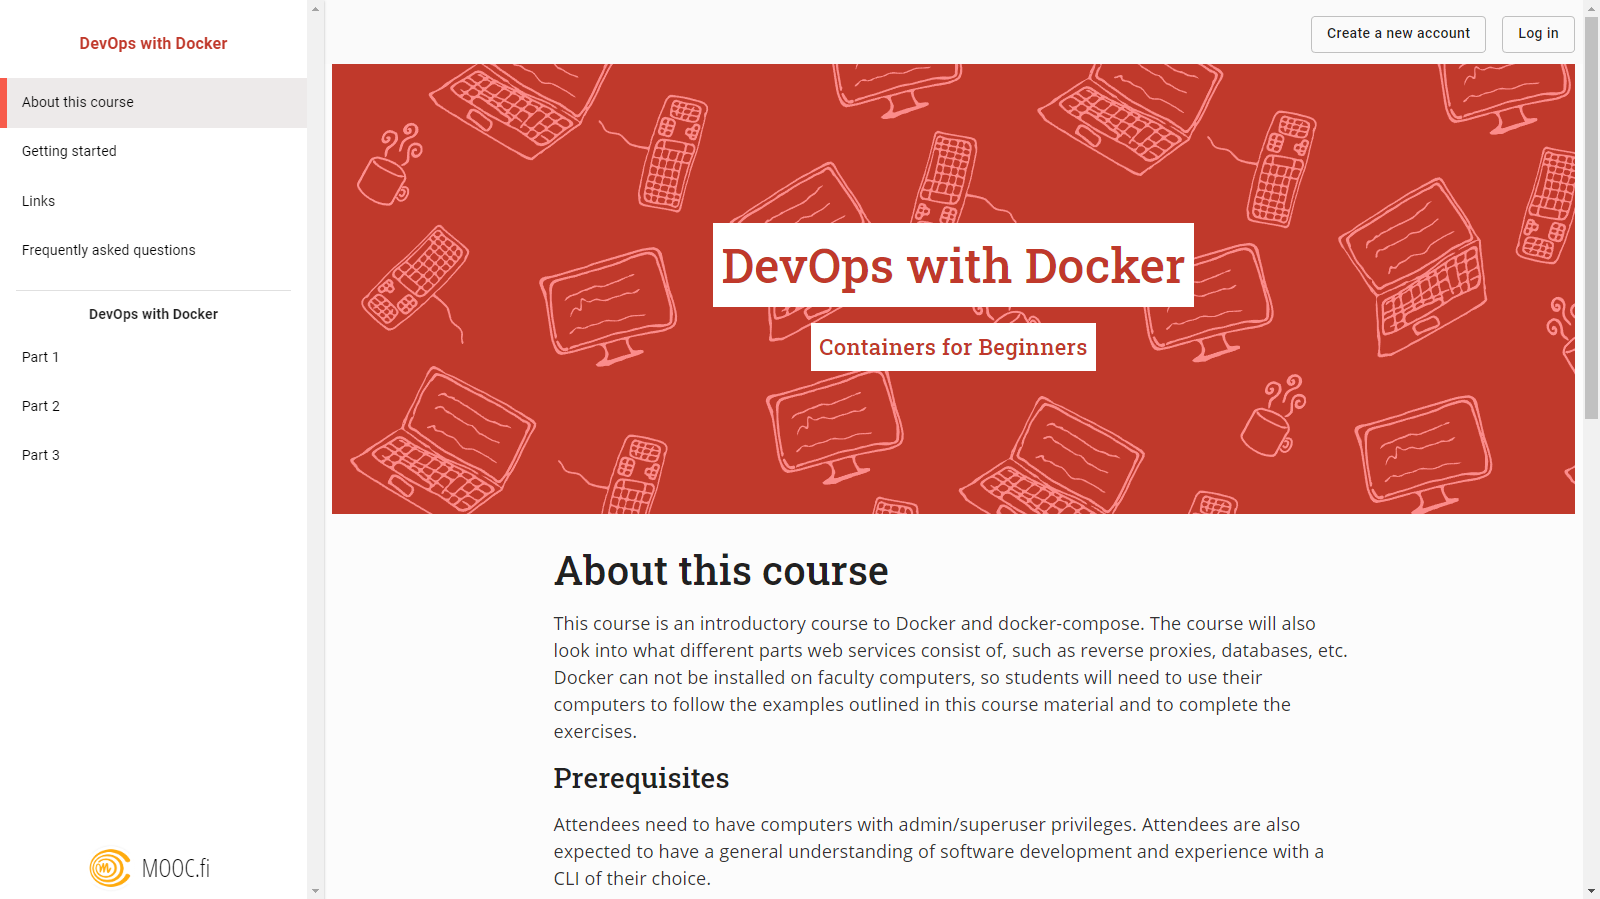 DevOps with Docker
About this course
Getting started
Links
Frequently asked questions
DevOps with Docker
Part 1
Part 2
Part 3
MOOC.fi
Create a new account
Log in
DevOps with Docker
Containers for Beginners
About this course
This course is an introductory course to Docker and docker-compose. The course will also
look into what different parts web services consist of, such as reverse proxies, databases, etc.
Docker can not be installed on faculty computers, so students will need to use their
computers to follow the examples outlined in this course material and to complete the
exercises.
Prerequisites
Attendees need to have computers with admin/superuser privileges. Attendees are also
expected to have a general understanding of software development and experience with a
CLI of their choice.